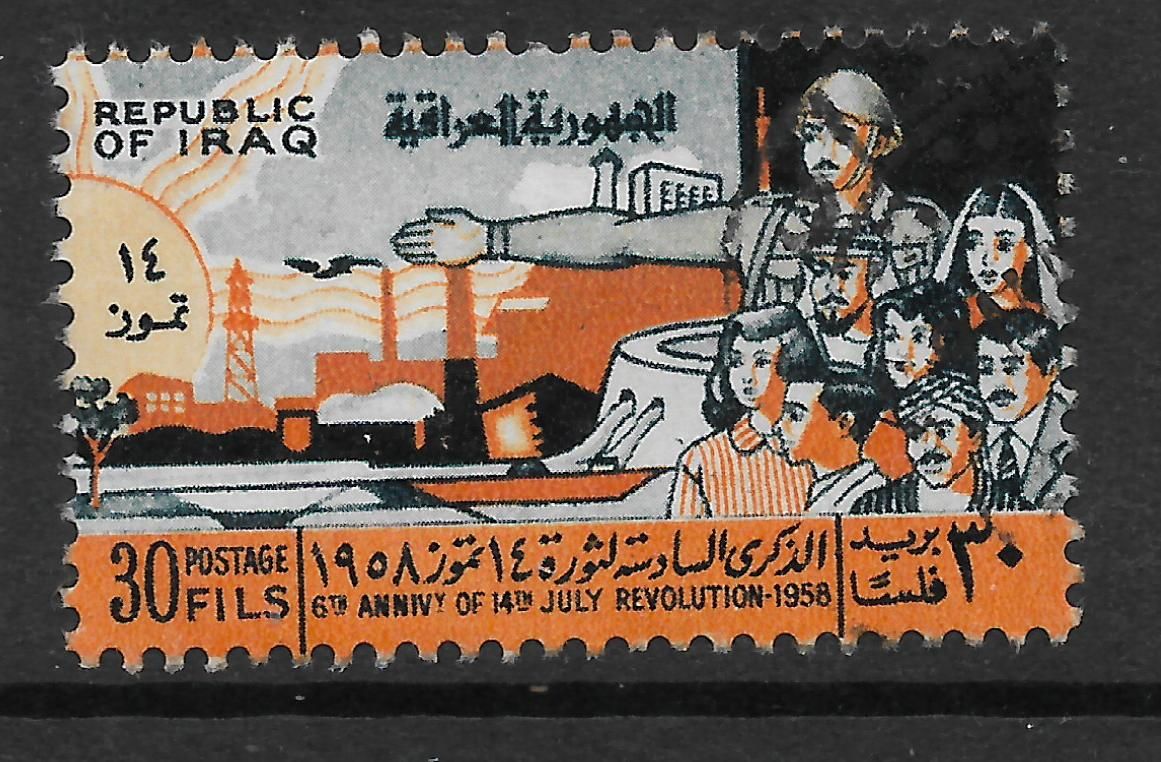 REPUBLIC
OF IRAQ
الجمهورية العراقية
١٤
تموز
30 POSTAGE
FILS
الذكرى السادسة لثورة ١٤ تموز ١٩٥٨
6TH ANNIVY OF 14TH JULY REVOLUTION-1958
بريد
٣٠ فلسًا